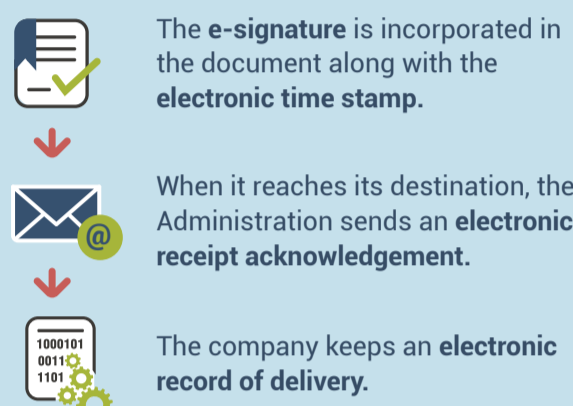 The e-signature is incorporated in
the document along with the
electronic time stamp.
When it reaches its destination, the
Administration sends an electronic
@
receipt acknowledgement.
1000101
0011
1101
The company keeps an electronic
record of delivery.